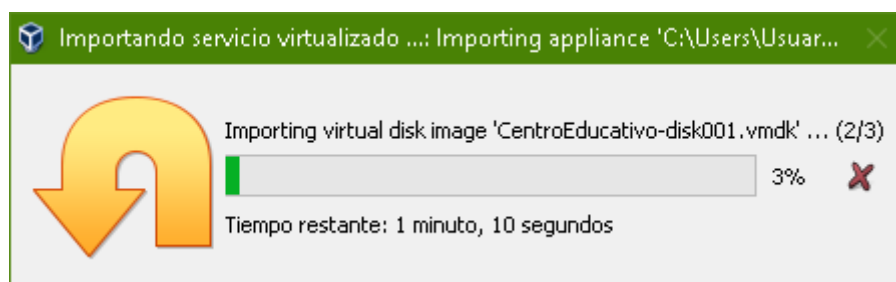 Importando servicio virtualizado ...: Importing appliance 'C:\Users\Usuar...
Importing virtual disk image 'CentroEducativo-disk001.vmdk' ... (2/3)
3%
Tiempo restante: 1 minuto, 10 segundos